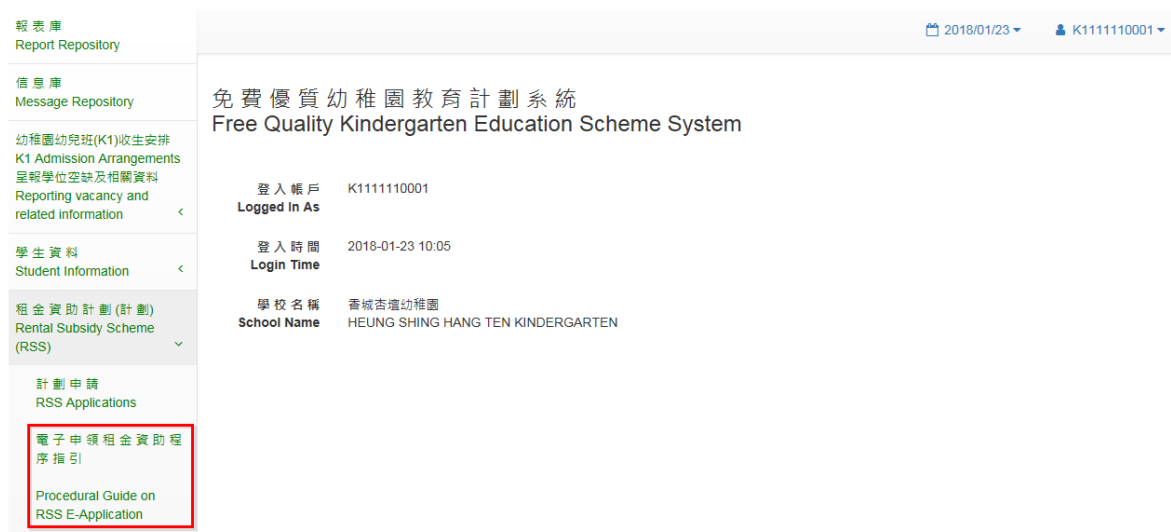 報表庫
Report Repository
信息庫
Message Repository
幼稚園幼兒班(K1)收生安排
K1 Admission Arrangements
呈報學位空缺及相關資料
Reporting vacancy and
related information
學生資料
Student Information
租金資助計劃(計劃)
Rental Subsidy Scheme
(RSS)
計劃申請
RSS Applications
電子申領租金資助程
序指引
Procedural Guide on
RSS E-Application
2018/01/23
K1111110001
免費優質幼稚園教育計劃系統
Free Quality Kindergarten Education Scheme System
登入帳戶 K1111110001
Logged In As
登入時間 2018-01-23 10:05
Login Time
學校名稱 香城杏壇幼稚園
School Name HEUNG SHING HANG TEN KINDERGARTEN